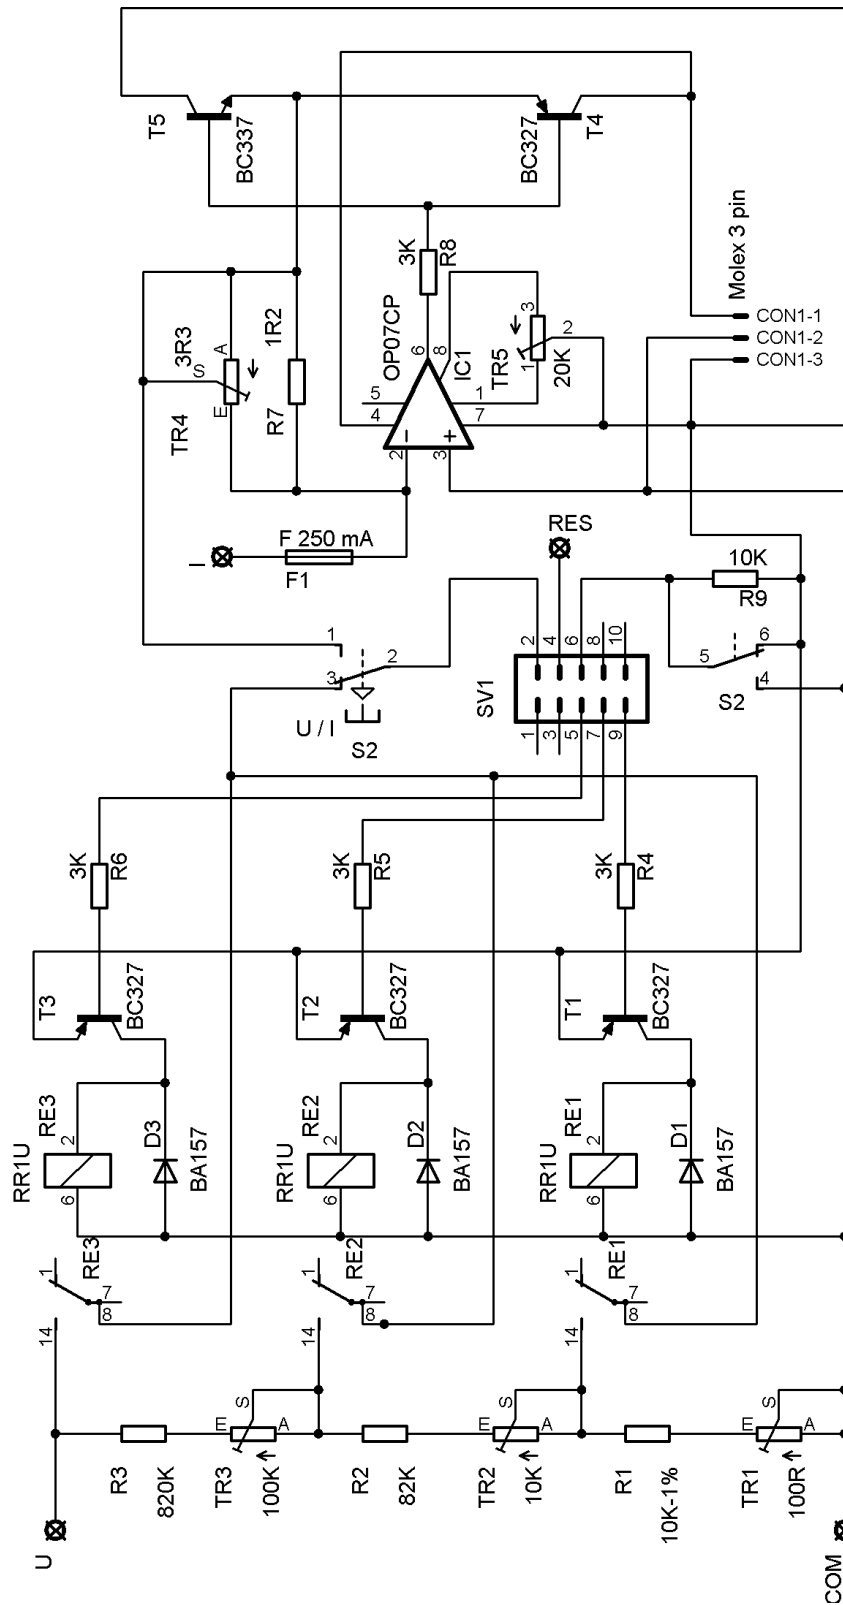 T5
BC337
BC327
T4
3K
R8
Molex 3 pin
CON1-1
CON1-2
CON1-3
3R3
A
S
E
TR4
1R2
R7
OP07CP
IC1
6
8
5
4
1
7
2
3
−
+
TR5
20K
3
2
1
I
F 250 mA
F1
RES
10K
R9
1
2
3
U / I
S2
SV1
2
4
6
8
10
1
3
5
7
9
5
6
4
S2
3K
R6
3K
R5
3K
R4
T3
BC327
T2
BC327
T1
BC327
RR1U
RE3
2
6
D3
BA157
RR1U
RE2
2
6
D2
BA157
RR1U
RE1
2
6
D1
BA157
1
RE3
7
8
14
1
RE2
7
8
14
1
RE1
7
8
14
R3
820K
E
S
A
TR3
100K
R2
82K
E
S
A
TR2
10K
R1
10K-1%
E
S
A
TR1
100R
U
COM